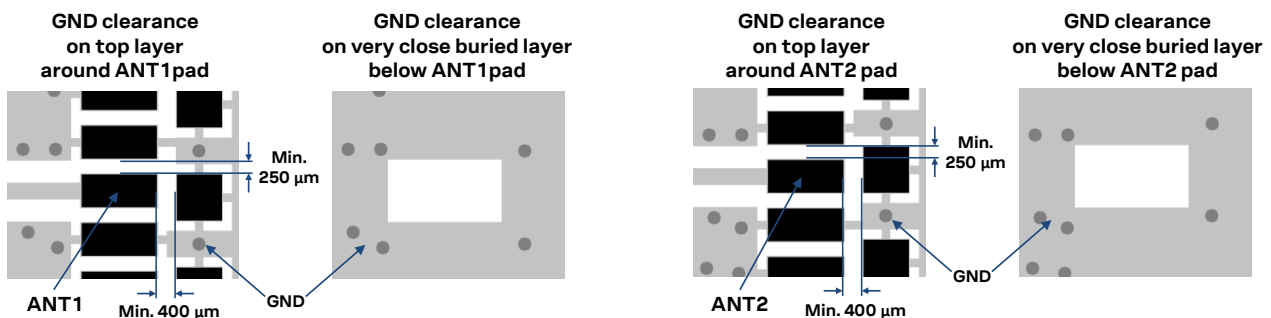 GND clearance
on top layer
around ANT1pad
GND clearance
on very close buried layer
below ANT1pad
Min.
250 µm
ANT1
Min. 400 µm
GND
GND clearance
on top layer
around ANT2 pad
GND clearance
on very close buried layer
below ANT2 pad
Min.
250 µm
ANT2
Min. 400 µm
GND